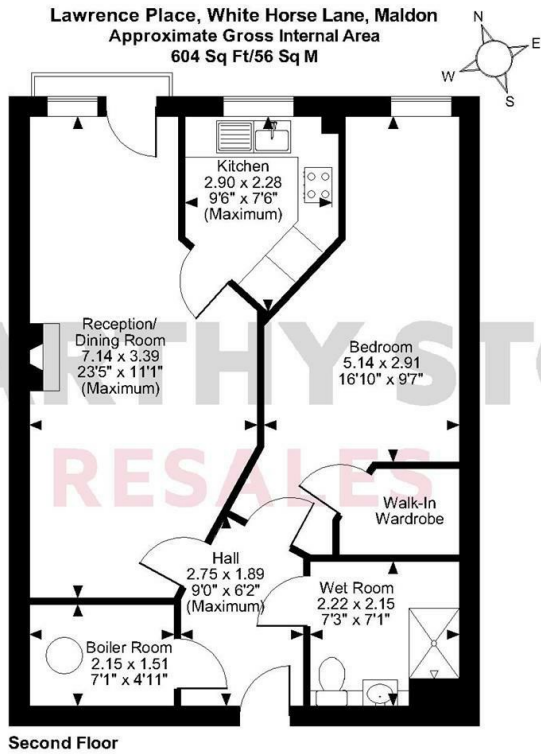 Lawrence Place, White Horse Lane, Maldon
Approximate Gross Internal Area
604 Sq Ft/56 Sq M
N
E
W
S
Kitchen
2.90 x 2.28
9'6" x 7'6"
(Maximum)
Reception/
Dining Room
7.14 x 3.39
23'5" x 11'1"
(Maximum)
Bedroom
5.14 x 2.91
16'10" x 9'7"
ARTHY STO
RESALES
Walk-In
Wardrobe
Hall
2.75 x 1.89
9'0" x 6'2"
(Maximum)
Wet Room
2.22 x 2.15
7'3" x 7'1"
Boiler Room
2.15 x 1.51
7'1" x 4'11"
Second Floor